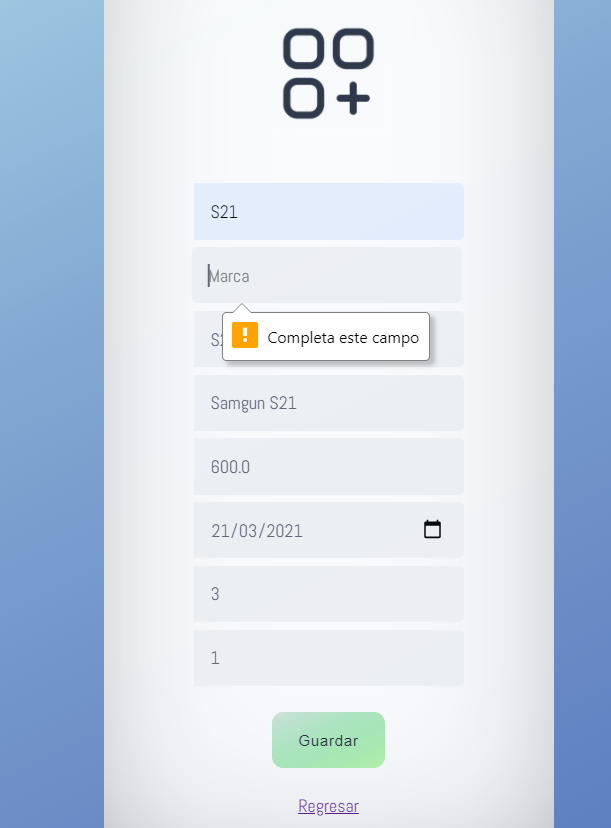 S21
Marca
Completa este campo
Samgun S21
600.0
21/03/2021
3
1
Guardar
Regresar